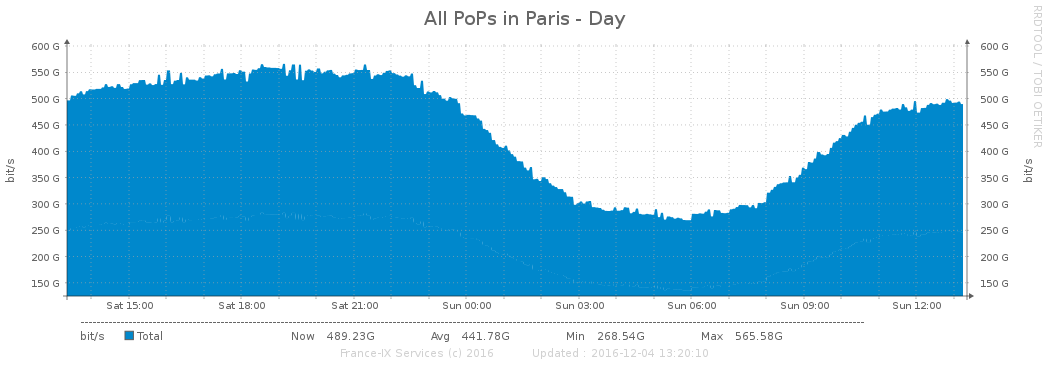 All PoPs in Paris - Day
RRDTOOL / TOBI OETIKER
600 G 600 G
550 G 550 G
500 G 500 G
450 G 450 G
400 G 400 G
350 G 350 G
300 G 300 G
250 G 250 G
200 G 200 G
150 G 150 G
bit/s bit/s
Sat 15:00 Sat 18:00 Sat 21:00 Sun 00:00 Sun 03:00 Sun 06:00 Sun 09:00 Sun 12:00
bit/s Total Now 489.23G Avg 441.78G Min 268.54G Max 565.58G
France-IX Services (c) 2016 Updated : 2016-12-04 13:20:10